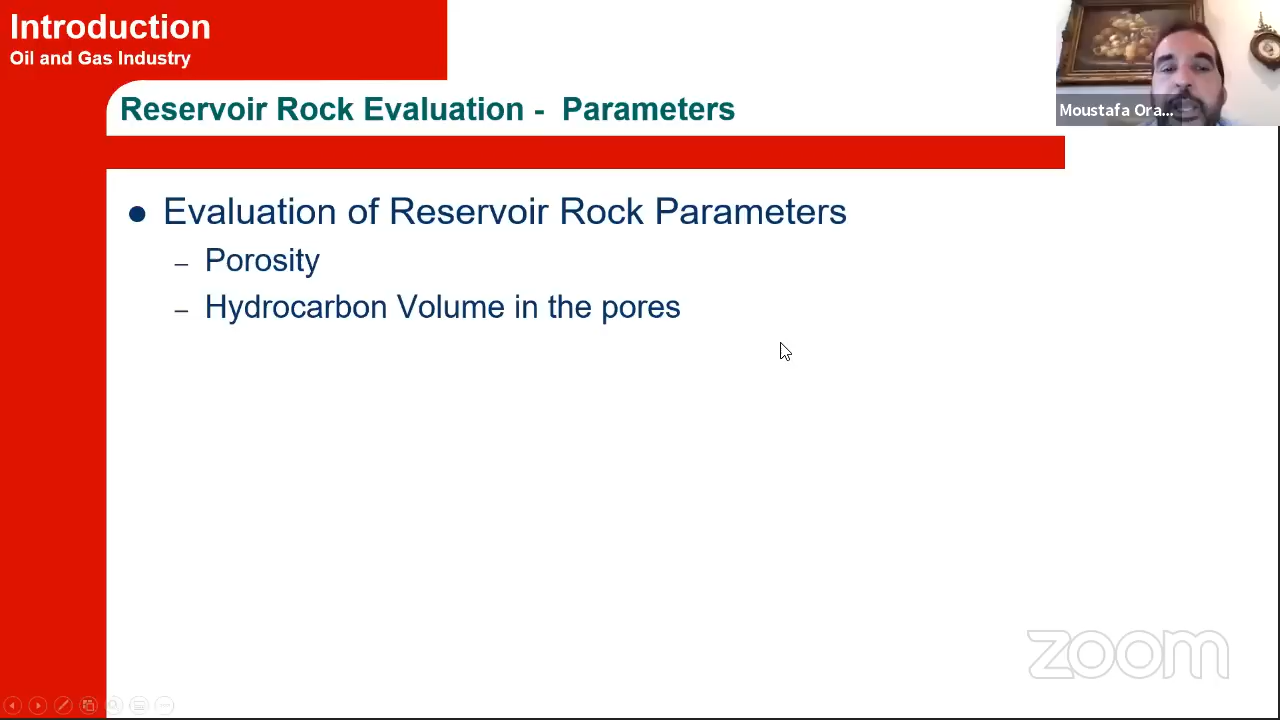 Introduction
Oil and Gas Industry
Reservoir Rock Evaluation - Parameters
Moustafa Ora...
● Evaluation of Reservoir Rock Parameters
– Porosity
– Hydrocarbon Volume in the pores
zoom